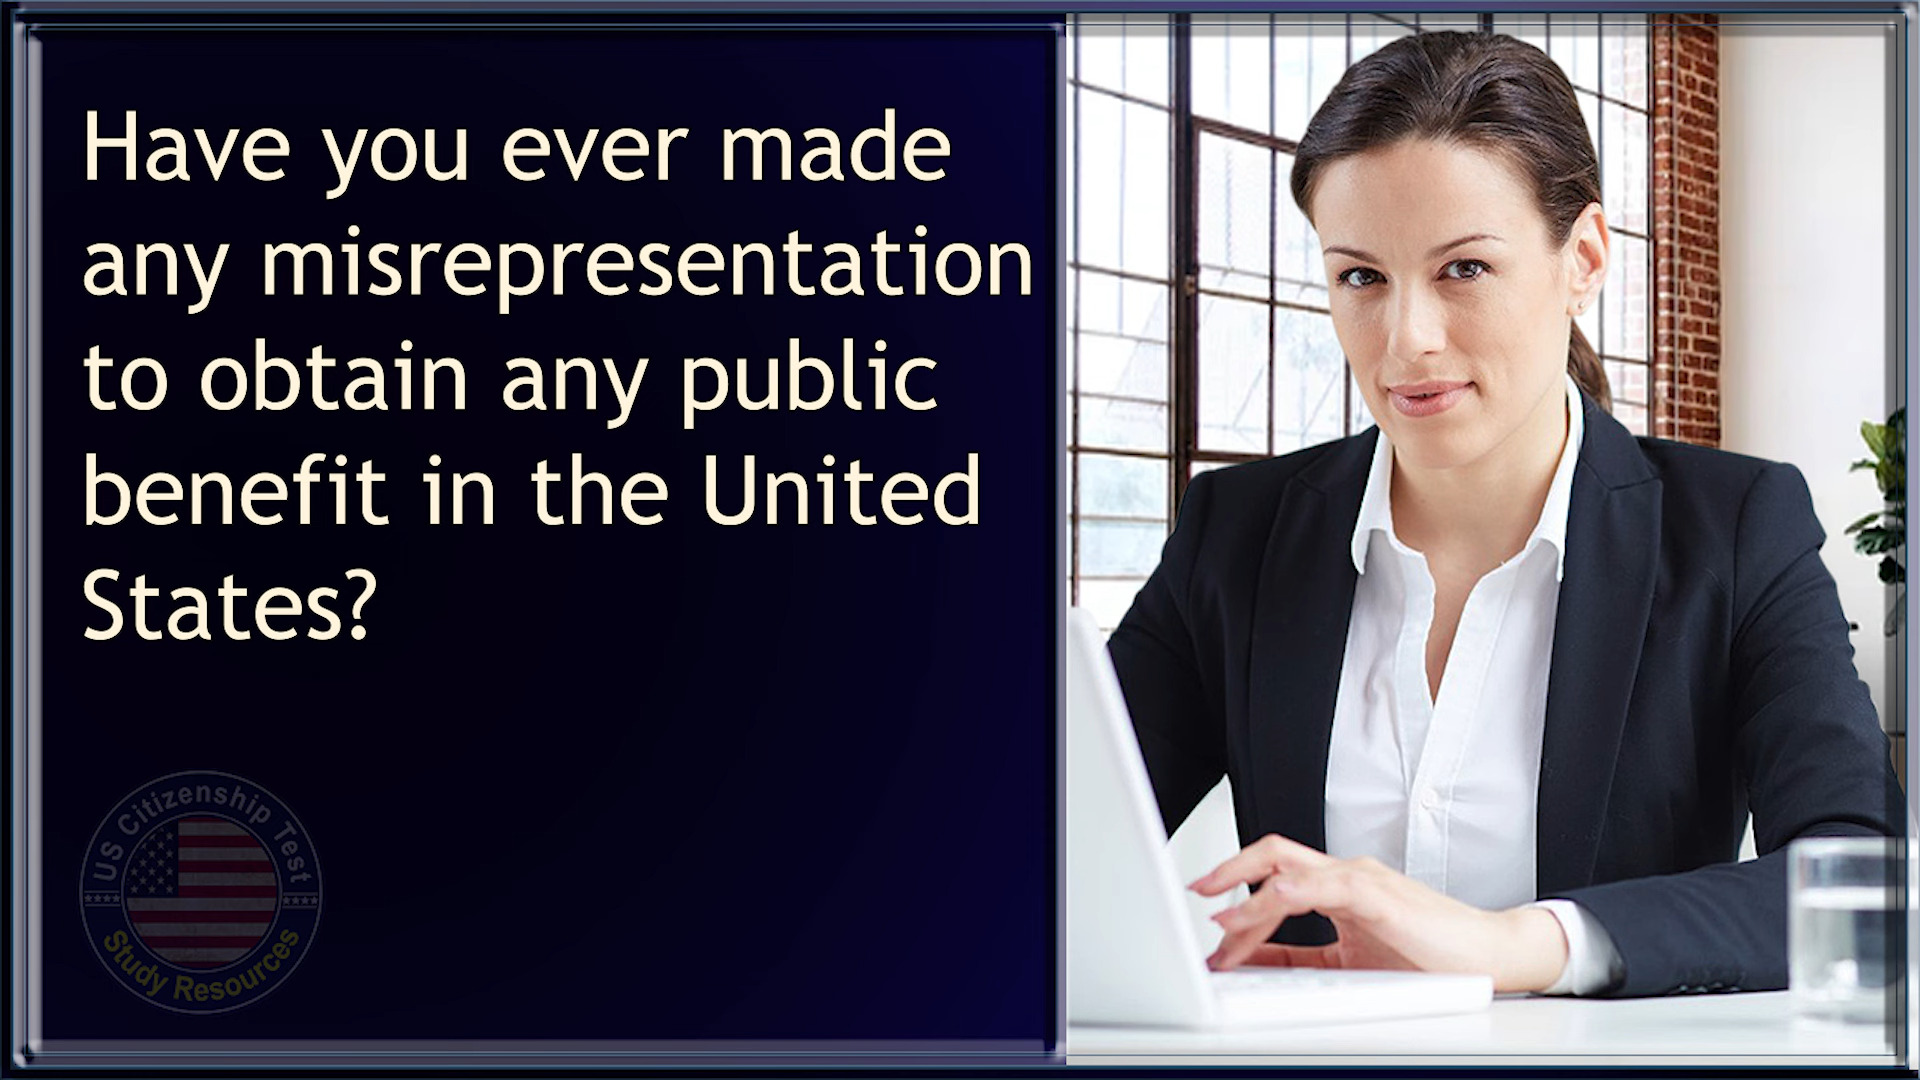 Have you ever made
any misrepresentation
to obtain any public
benefit in the United
States?
US Citizenship Test
Study Resources